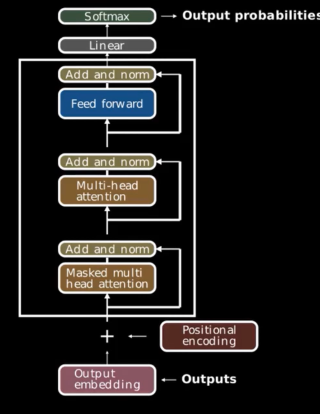 Softmax
Output probabilities
Linear
Add and norm
Feed forward
Add and norm
Multi-head
attention
Add and norm
Masked multi
head attention
+
Positional
encoding
Output
embedding
Outputs